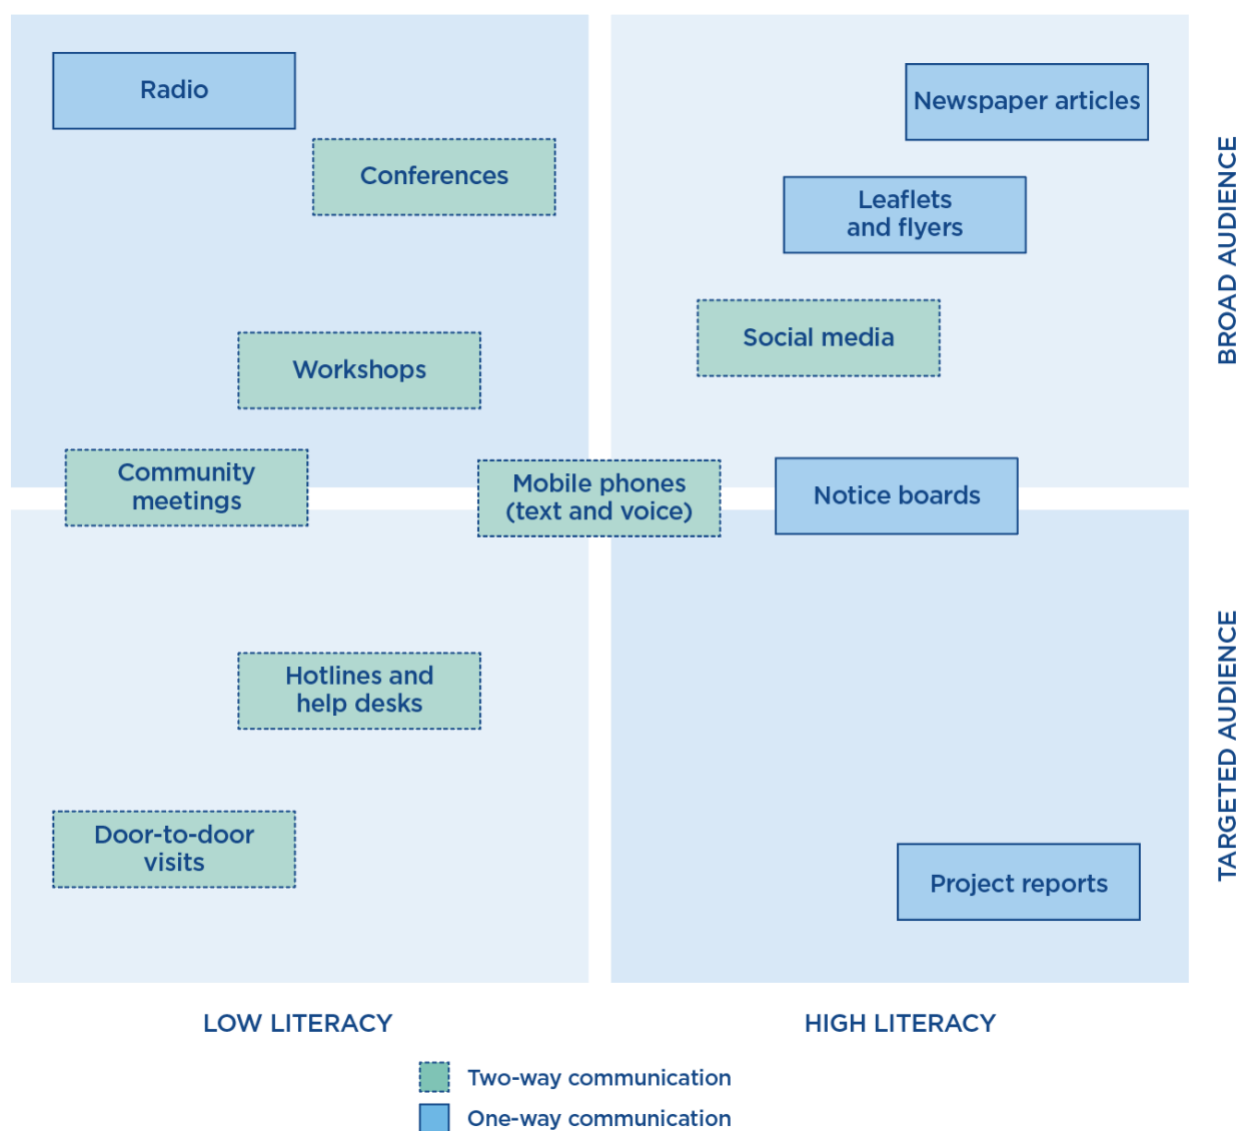 Radio
Newspaper articles
Conferences
Leaflets
and flyers
Social media
Workshops
Community
meetings
Mobile phones
(text and voice)
Notice boards
BROAD AUDIENCE
Hotlines and
help desks
Door-to-door
visits
Project reports
TARGETED AUDIENCE
LOW LITERACY
HIGH LITERACY
Two-way communication
One-way communication